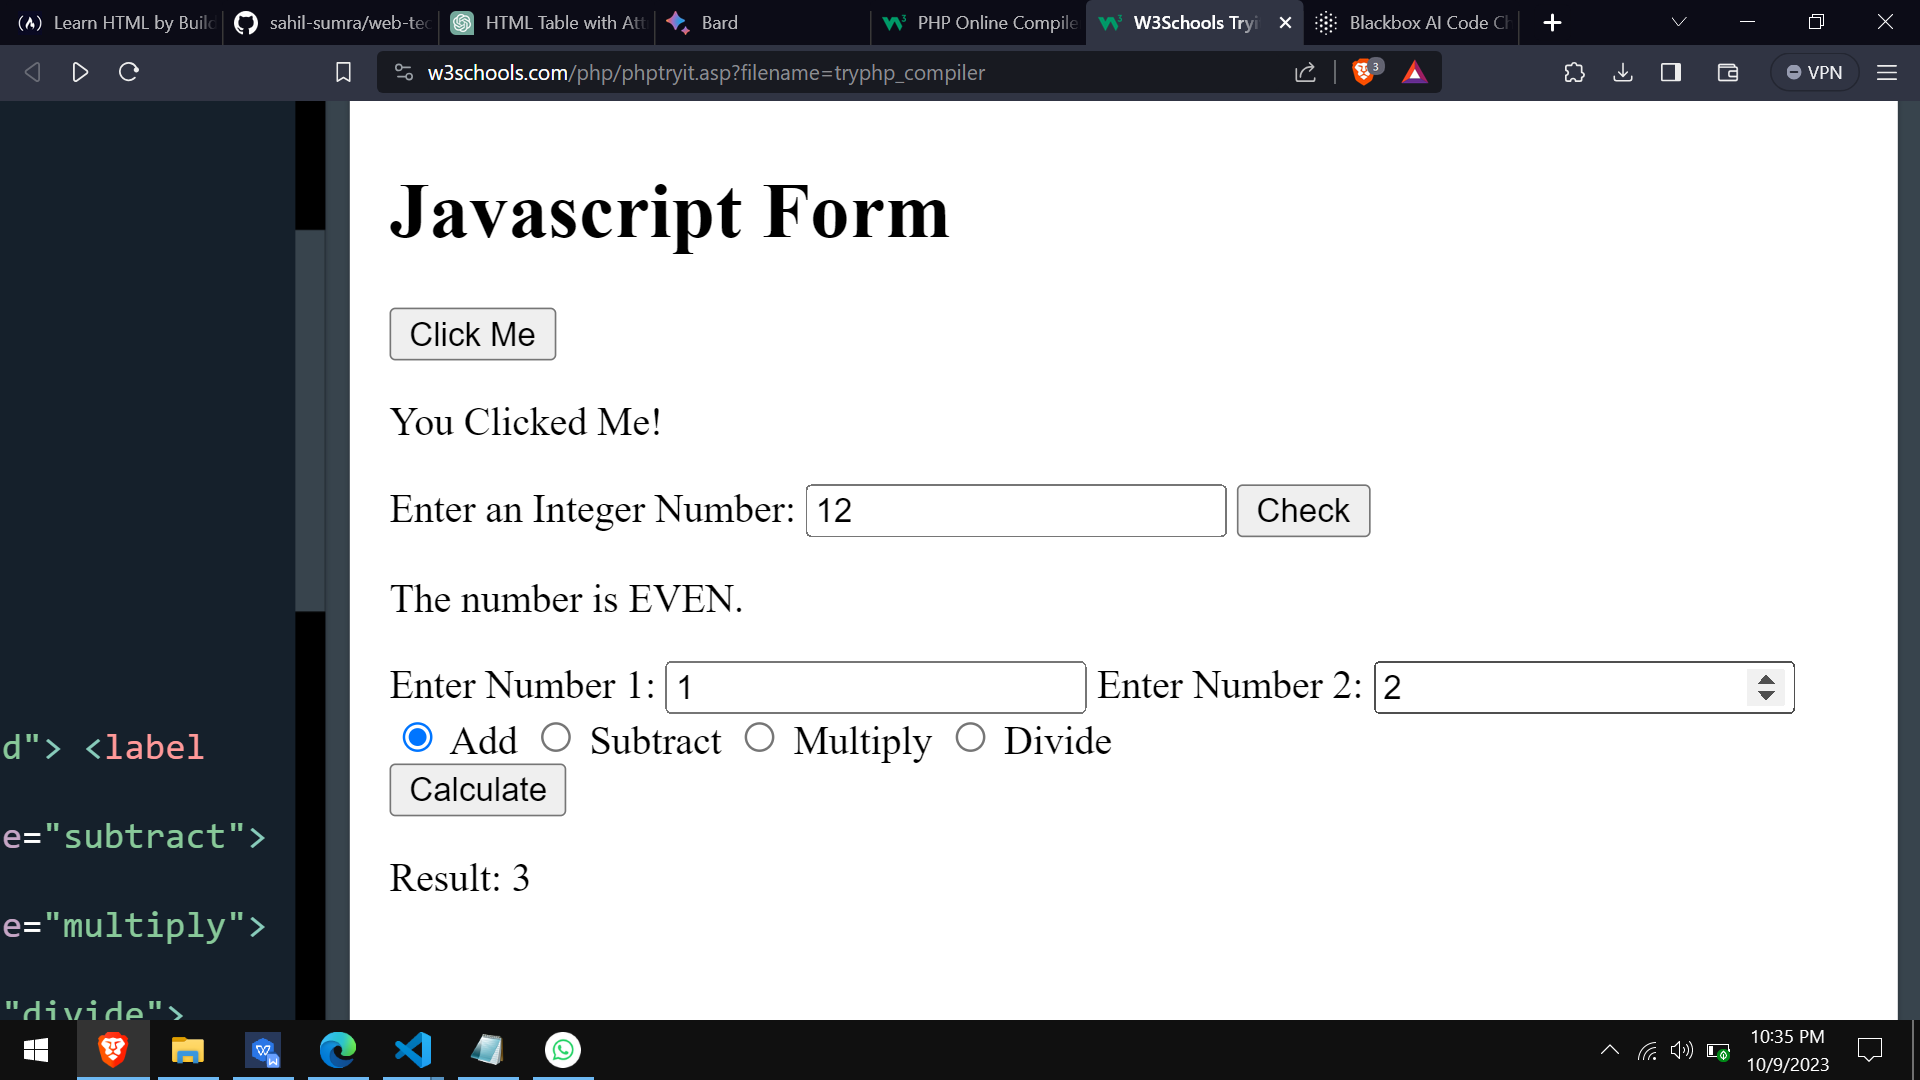 Learn HTML by Build
sahil-sumra/web-tec
HTML Table with Att
Bard
PHP Online Compile
W3Schools Tryi
Blackbox AI Code Ch
w3schools.com/php/phptryit.asp?filename=tryphp_compiler
3
VPN
Javascript Form
Click Me
You Clicked Me!
Enter an Integer Number: 12 Check
The number is EVEN.
Enter Number 1: 1 Enter Number 2: 2
Add Subtract Multiply Divide
Calculate
Result: 3
d"> <label
e="subtract">
e="multiply">
"divide">
10:35 PM
10/9/2023